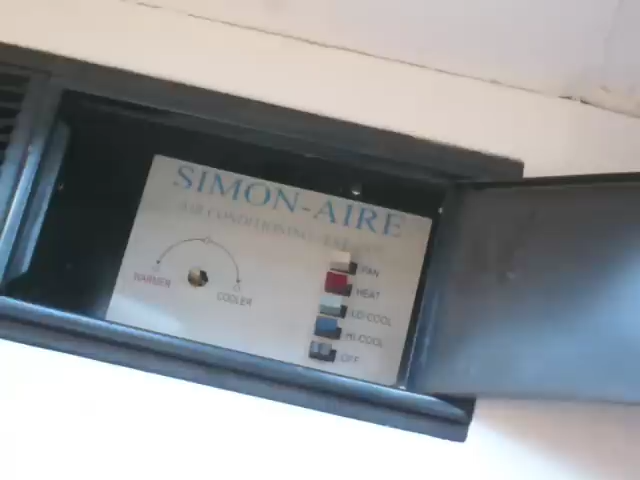 SIMON-AIRE
AIR CONDITIONING
WARMER
COOLER
FAN
HEAT
LO-COOL
HI-COOL
OFF